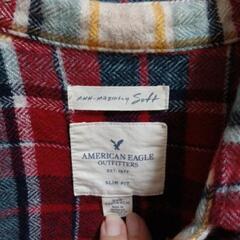 AHH-MAZINGLY Soft
AMERICAN EAGLE
OUTFITTERS
EST. 1977
SLIM FIT